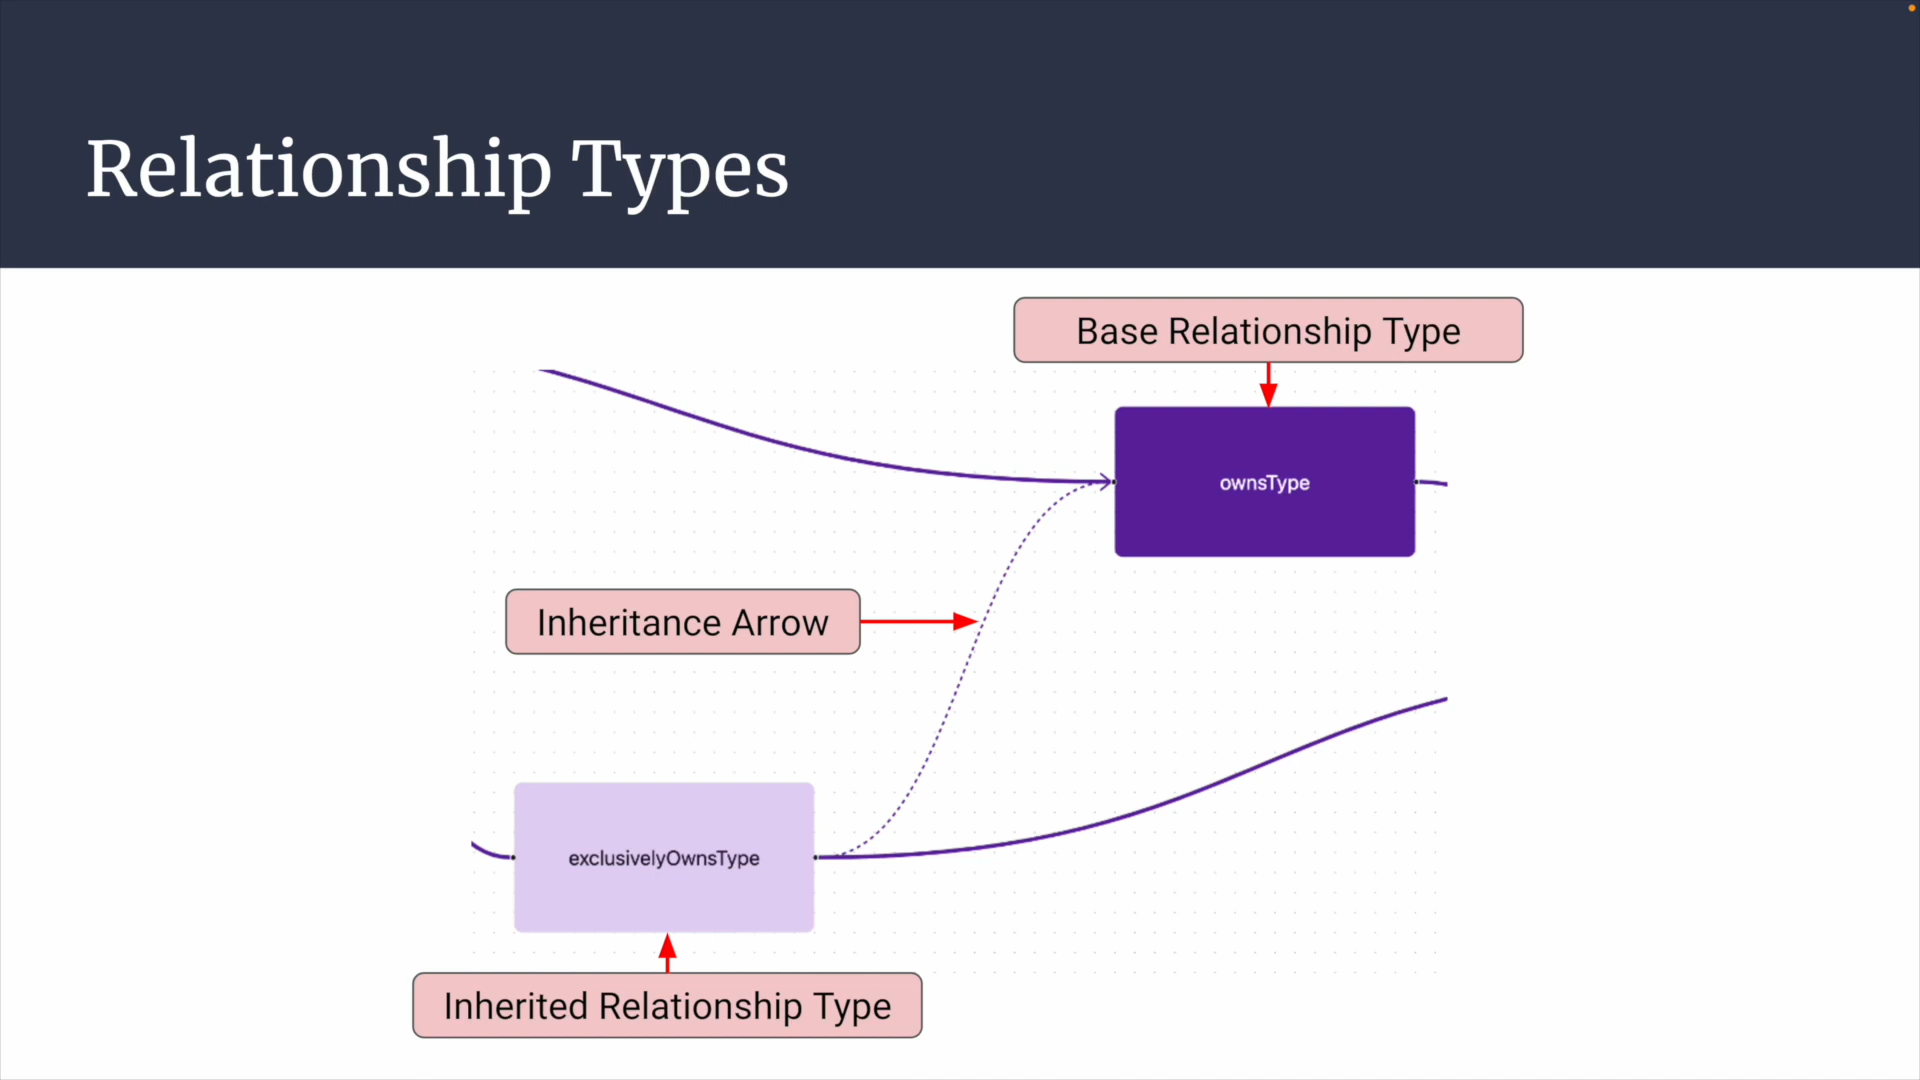 Relationship Types
Base Relationship Type
ownsType
Inheritance Arrow
exclusivelyOwnsType
Inherited Relationship Type